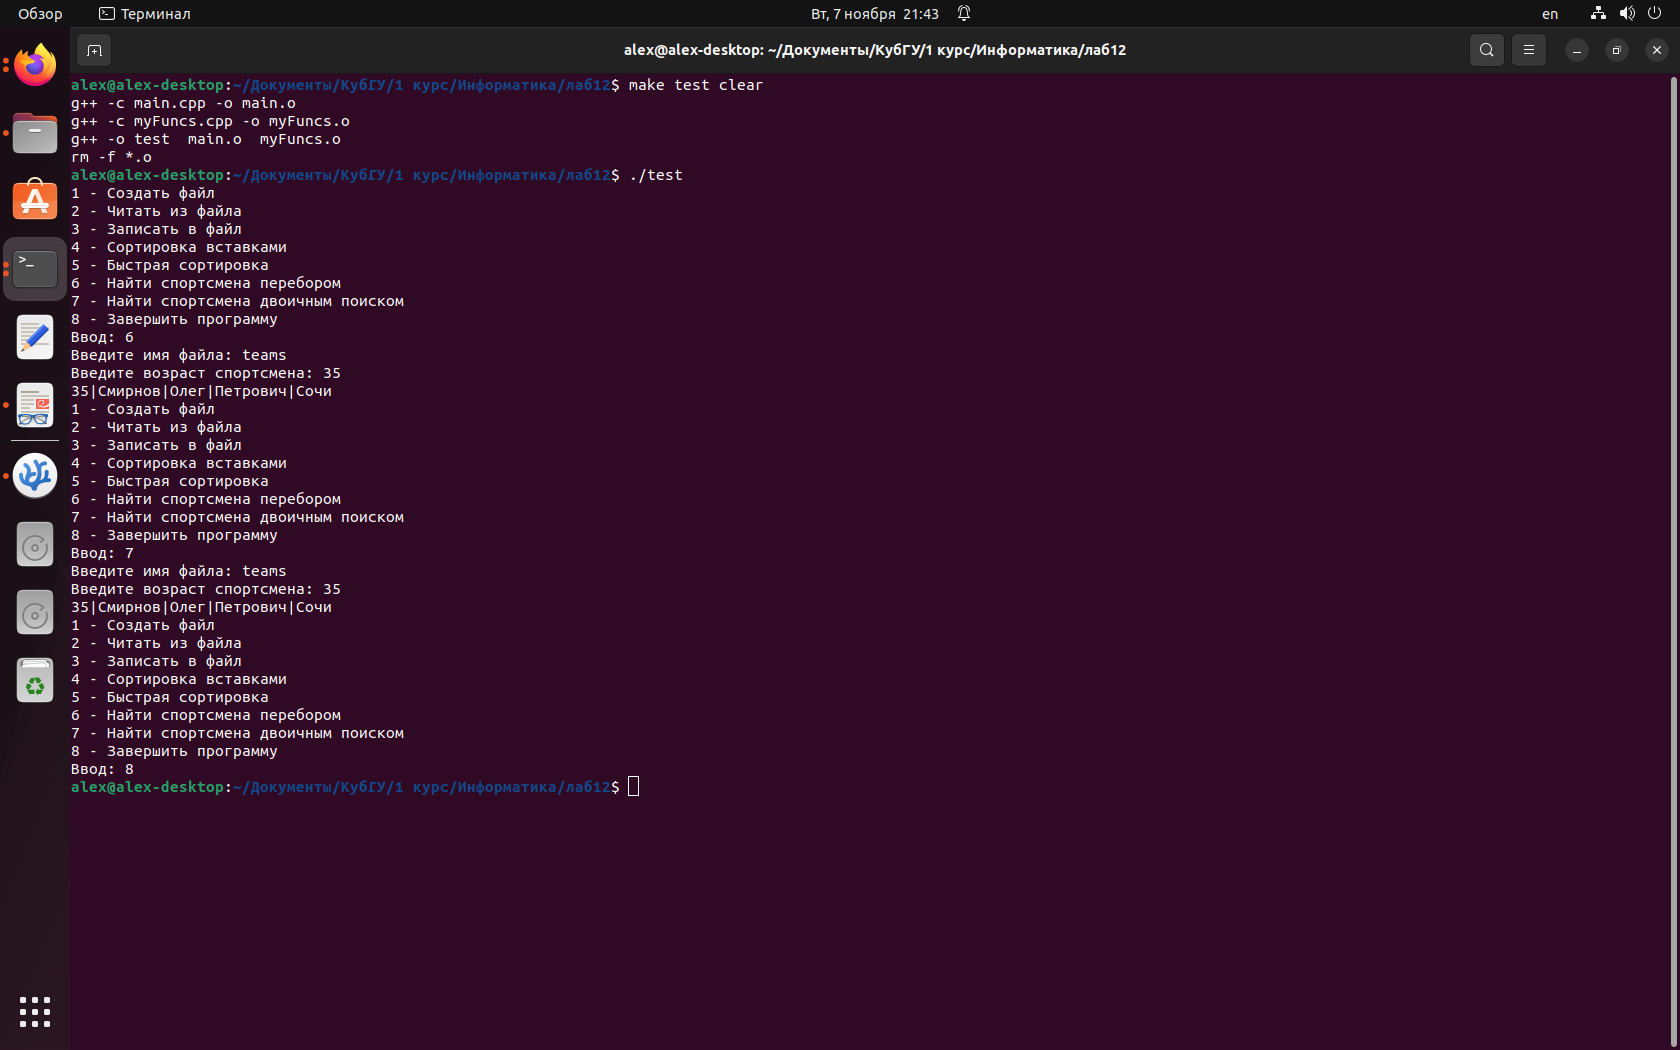 Обзор Терминал Вт, 7 ноября 21:43 en
alex@alex-desktop: ~/Документы/КубГУ/1 курс/Информатика/лаб12
alex@alex-desktop:~/Документы/КубГУ/1 курс/Информатика/лаб12$ make test clear
g++ -c main.cpp -o main.o
g++ -c myFuncs.cpp -o myFuncs.o
g++ -o test  main.o  myFuncs.o
rm -f *.o
alex@alex-desktop:~/Документы/КубГУ/1 курс/Информатика/лаб12$ ./test
1 - Создать файл
2 - Читать из файла
3 - Записать в файл
4 - Сортировка вставками
5 - Быстрая сортировка
6 - Найти спортсмена перебором
7 - Найти спортсмена двоичным поиском
8 - Завершить программу
Ввод: 6
Введите имя файла: teams
Введите возраст спортсмена: 35
35|Смирнов|Олег|Петрович|Сочи
1 - Создать файл
2 - Читать из файла
3 - Записать в файл
4 - Сортировка вставками
5 - Быстрая сортировка
6 - Найти спортсмена перебором
7 - Найти спортсмена двоичным поиском
8 - Завершить программу
Ввод: 7
Введите имя файла: teams
Введите возраст спортсмена: 35
35|Смирнов|Олег|Петрович|Сочи
1 - Создать файл
2 - Читать из файла
3 - Записать в файл
4 - Сортировка вставками
5 - Быстрая сортировка
6 - Найти спортсмена перебором
7 - Найти спортсмена двоичным поиском
8 - Завершить программу
Ввод: 8
alex@alex-desktop:~/Документы/КубГУ/1 курс/Информатика/лаб12$